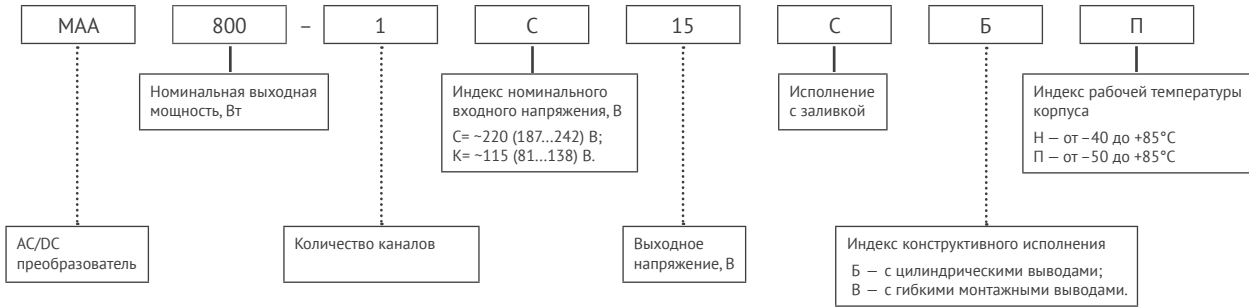 МАА 800 – 1 С 15 С Б П
Номинальная выходная
мощность, Вт
Индекс номинального
входного напряжения, В
С= ~220 (187...242) В;
К= ~115 (81...138) В.
Исполнение
с заливкой
Индекс рабочей температуры
корпуса
Н — от –40 до +85°С
П — от –50 до +85°С
AC/DC
преобразователь
Количество каналов
Выходное
напряжение, В
Индекс конструктивного исполнения
Б — с цилиндрическими выводами;
В — с гибкими монтажными выводами.